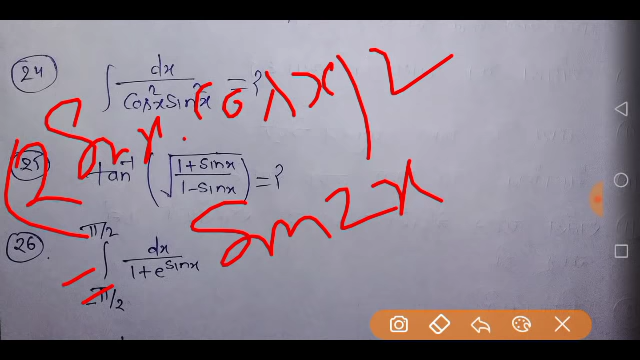 24 ∫ dx / cos²x sin²x = ?
(2 Sin x . Cos x)^2
25 tan⁻¹ (√(1+sinx / 1-sinx)) = ?
= Sin 2x
26 . ∫ π/2 -π/2 dx / 1+e^sinx